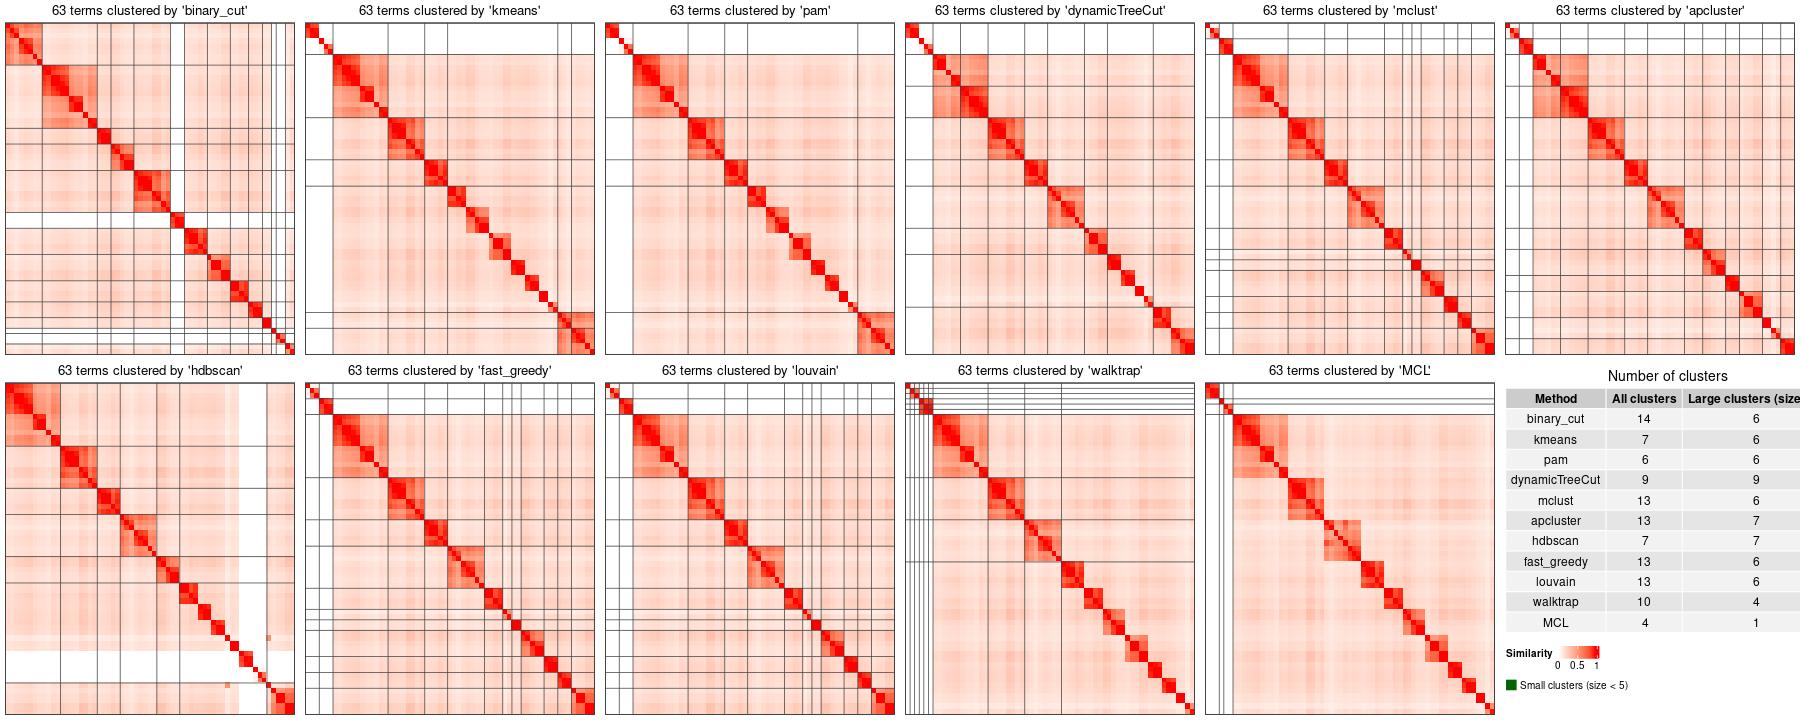 63 terms clustered by 'binary_cut'
63 terms clustered by 'kmeans'
63 terms clustered by 'pam'
63 terms clustered by 'dynamicTreeCut'
63 terms clustered by 'mclust'
63 terms clustered by 'apcluster'
63 terms clustered by 'hdbscan'
63 terms clustered by 'fast_greedy'
63 terms clustered by 'louvain'
63 terms clustered by 'walktrap'
63 terms clustered by 'MCL'
Number of clusters
Method All clusters Large clusters (size
binary_cut 14 6
kmeans 7 6
pam 6 6
dynamicTreeCut 9 9
mclust 13 6
apcluster 13 7
hdbscan 7 7
fast_greedy 13 6
louvain 13 6
walktrap 10 4
MCL 4 1
Similarity
0 0.5 1
Small clusters (size < 5)